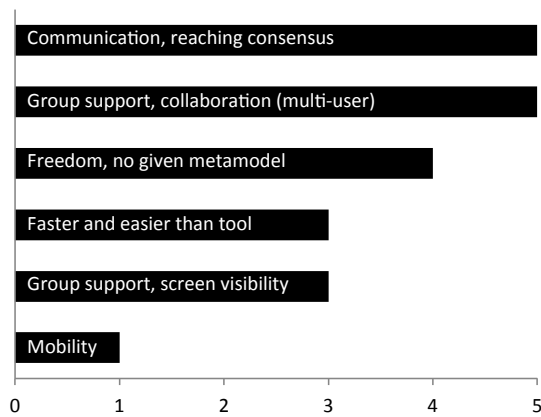 Communication, reaching consensus
Group support, collaboration (multi-user)
Freedom, no given metamodel
Faster and easier than tool
Group support, screen visibility
Mobility
0 1 2 3 4 5